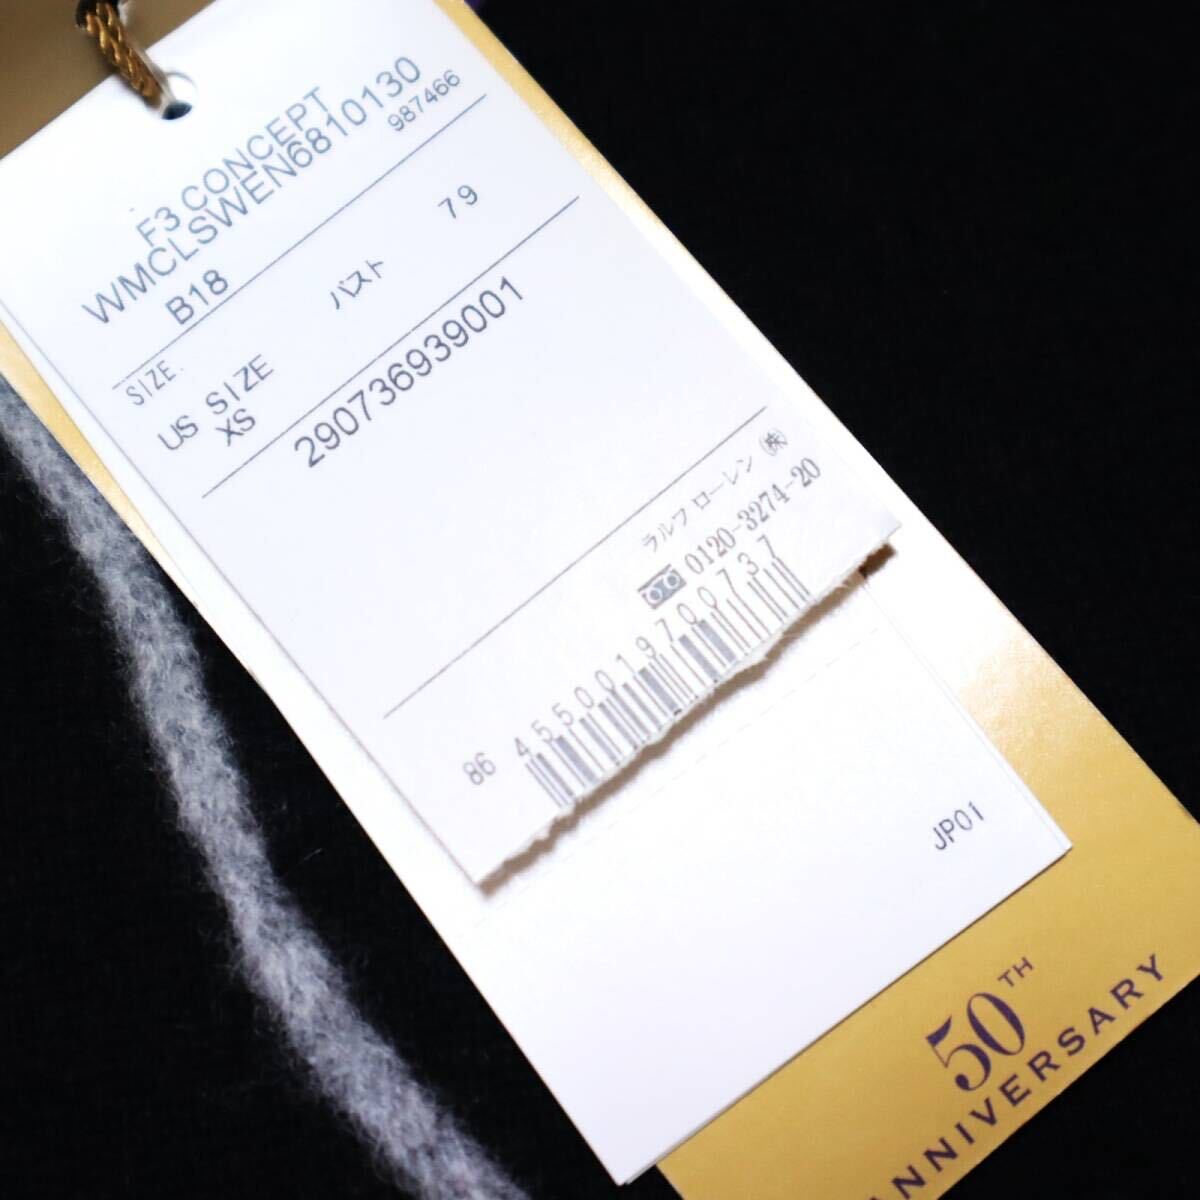 F3 CONCEPT
WMCLSWEN6810130
B18 987466
SIZE バスト 79
US SIZE
XS
290736939001
ラルフ ローレン (株)
0120-3274-20
86 4550019700737
JP01
50TH
ANNIVERSARY